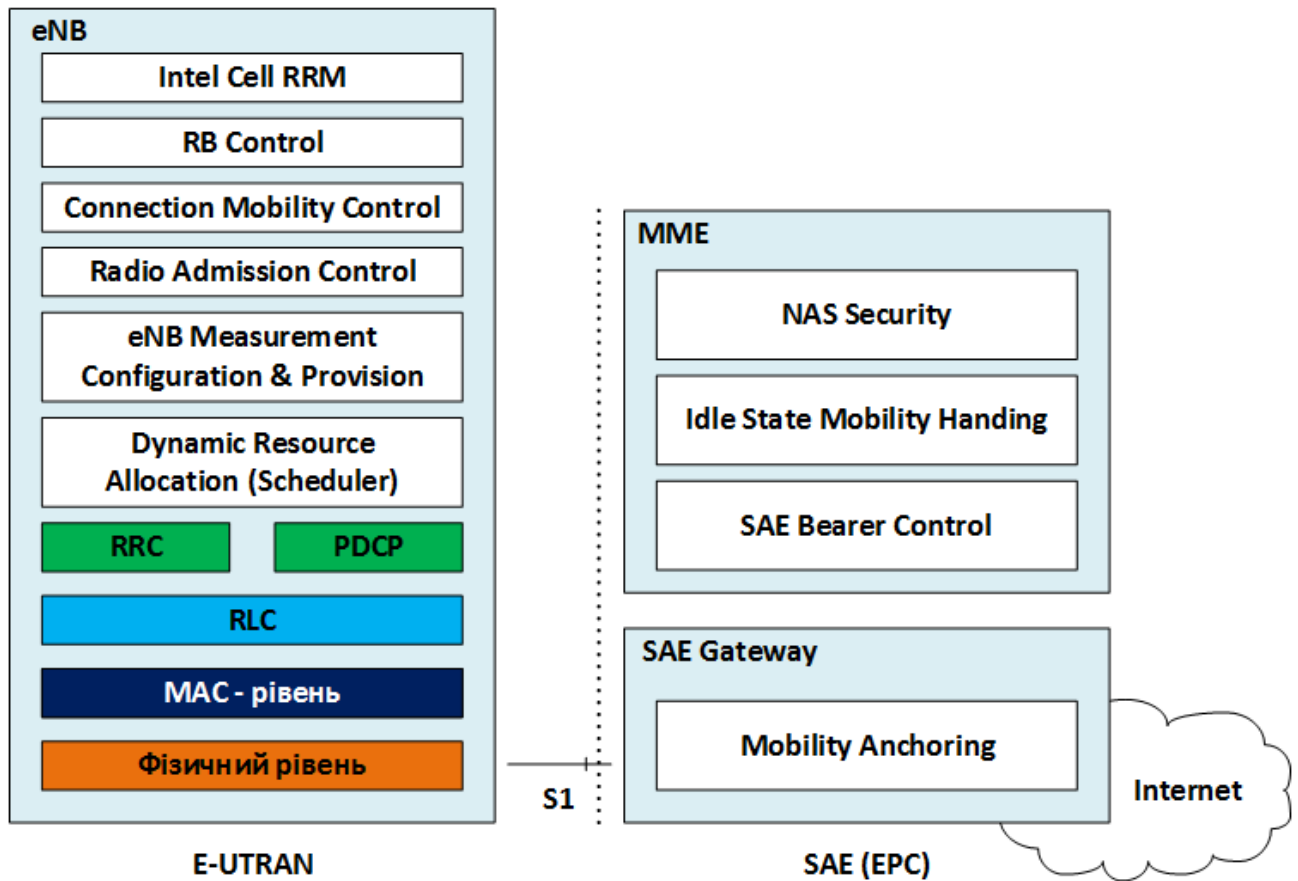 eNB
Intel Cell RRM
RB Control
Connection Mobility Control
Radio Admission Control
eNB Measurement
Configuration & Provision
Dynamic Resource
Allocation (Scheduler)
RRC
PDCP
RLC
MAC - рівень
Фізичний рівень
E-UTRAN
S1
MME
NAS Security
Idle State Mobility Handing
SAE Bearer Control
SAE Gateway
Mobility Anchoring
Internet
SAE (EPC)